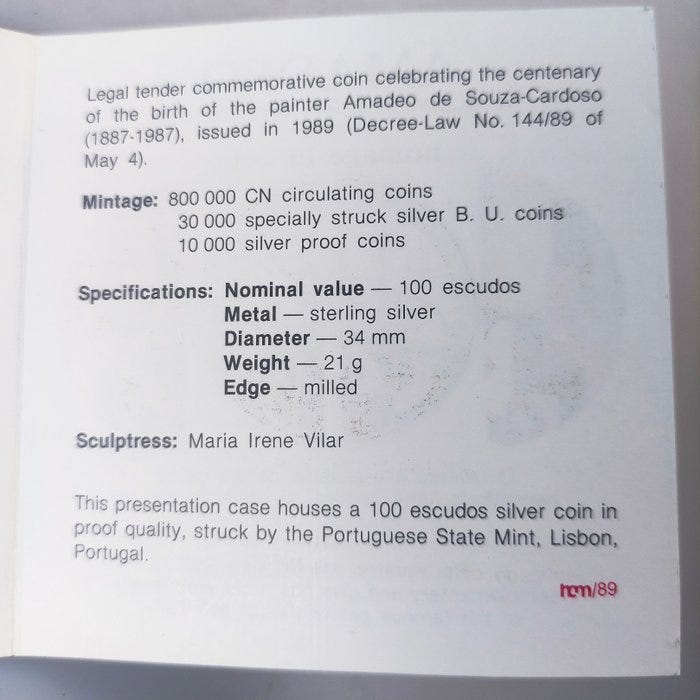 Legal tender commemorative coin celebrating the centenary
of the birth of the painter Amadeo de Souza-Cardoso
(1887-1987), issued in 1989 (Decree-Law No. 144/89 of
May 4).
Mintage: 800 000 CN circulating coins
30 000 specially struck silver B. U. coins
10 000 silver proof coins
Specifications: Nominal value — 100 escudos
Metal — sterling silver
Diameter — 34 mm
Weight — 21 g
Edge — milled
Sculptress: Maria Irene Vilar
This presentation case houses a 100 escudos silver coin in
proof quality, struck by the Portuguese State Mint, Lisbon,
Portugal.
/89